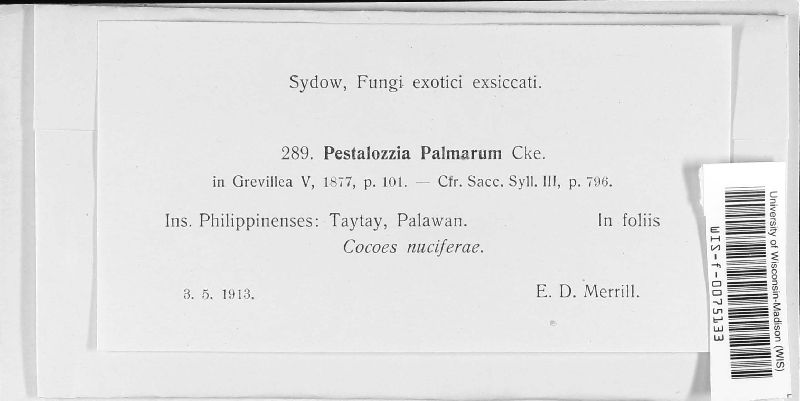 Sydow, Fungi exotici exsiccati.
289. Pestalozzia Palmarum Cke.
in Grevillea V, 1877, p. 101. — Cfr. Sacc. Syll. III, p. 796.
Ins. Philippinenses: Taytay, Palawan. In foliis
Cocoes nuciferae.
3. 5. 1913. E. D. Merrill.
University of Wisconsin-Madison (WIS)
WIS-f-0075133